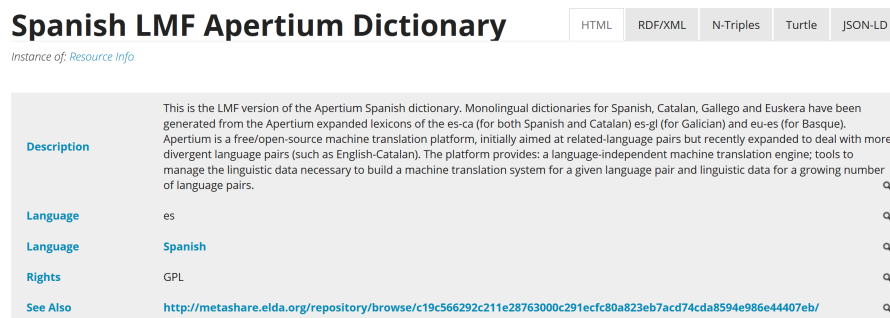 Spanish LMF Apertium Dictionary
HTML
RDF/XML
N-Triples
Turtle
JSON-LD
Instance of: Resource Info
Description
This is the LMF version of the Apertium Spanish dictionary. Monolingual dictionaries for Spanish, Catalan, Gallego and Euskera have been
generated from the Apertium expanded lexicons of the es-ca (for both Spanish and Catalan) es-gl (for Galician) and eu-es (for Basque).
Apertium is a free/open-source machine translation platform, initially aimed at related-language pairs but recently expanded to deal with more
divergent language pairs (such as English-Catalan). The platform provides: a language-independent machine translation engine; tools to
manage the linguistic data necessary to build a machine translation system for a given language pair and linguistic data for a growing number
of language pairs.
Language
es
Language
Spanish
Rights
GPL
See Also
http://metashare.elda.org/repository/browse/c19c566292c211e28763000c291ecfc80a823eb7acd74cda8594e986e44407eb/